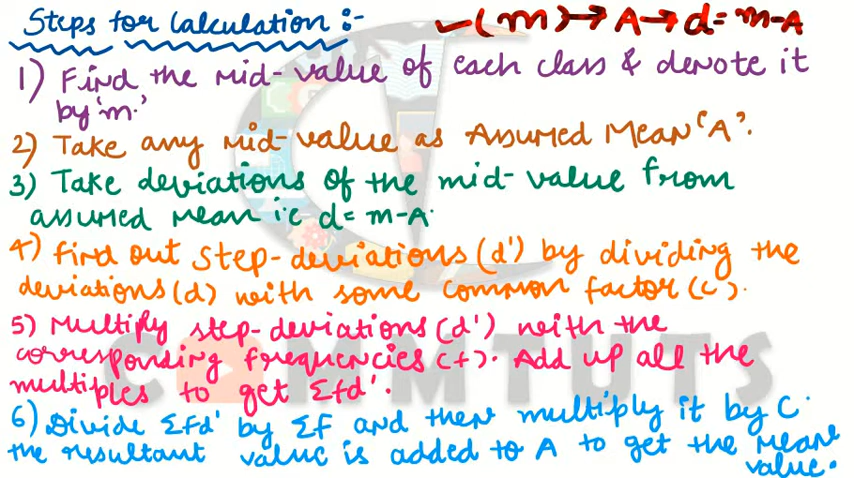 Steps for Calculation :-
✓(m)→A→d=m-A
1) Find the mid-value of each class & denote it
by 'm.'
2) Take any mid-value as Assumed Mean 'A'.
3) Take deviations of the mid-value from
assumed mean i.e d=m-A.
4) Find out step-deviations (d') by dividing the
deviations (d) with some common factor (c).
5) Multiply step-deviations (d') with the
corresponding frequencies (f). Add up all the
multiples to get Σfd'.
6) Divide Σfd' by ΣF and then multiply it by C.
the resultant value is added to A to get the mean
value.
COMMTUTS